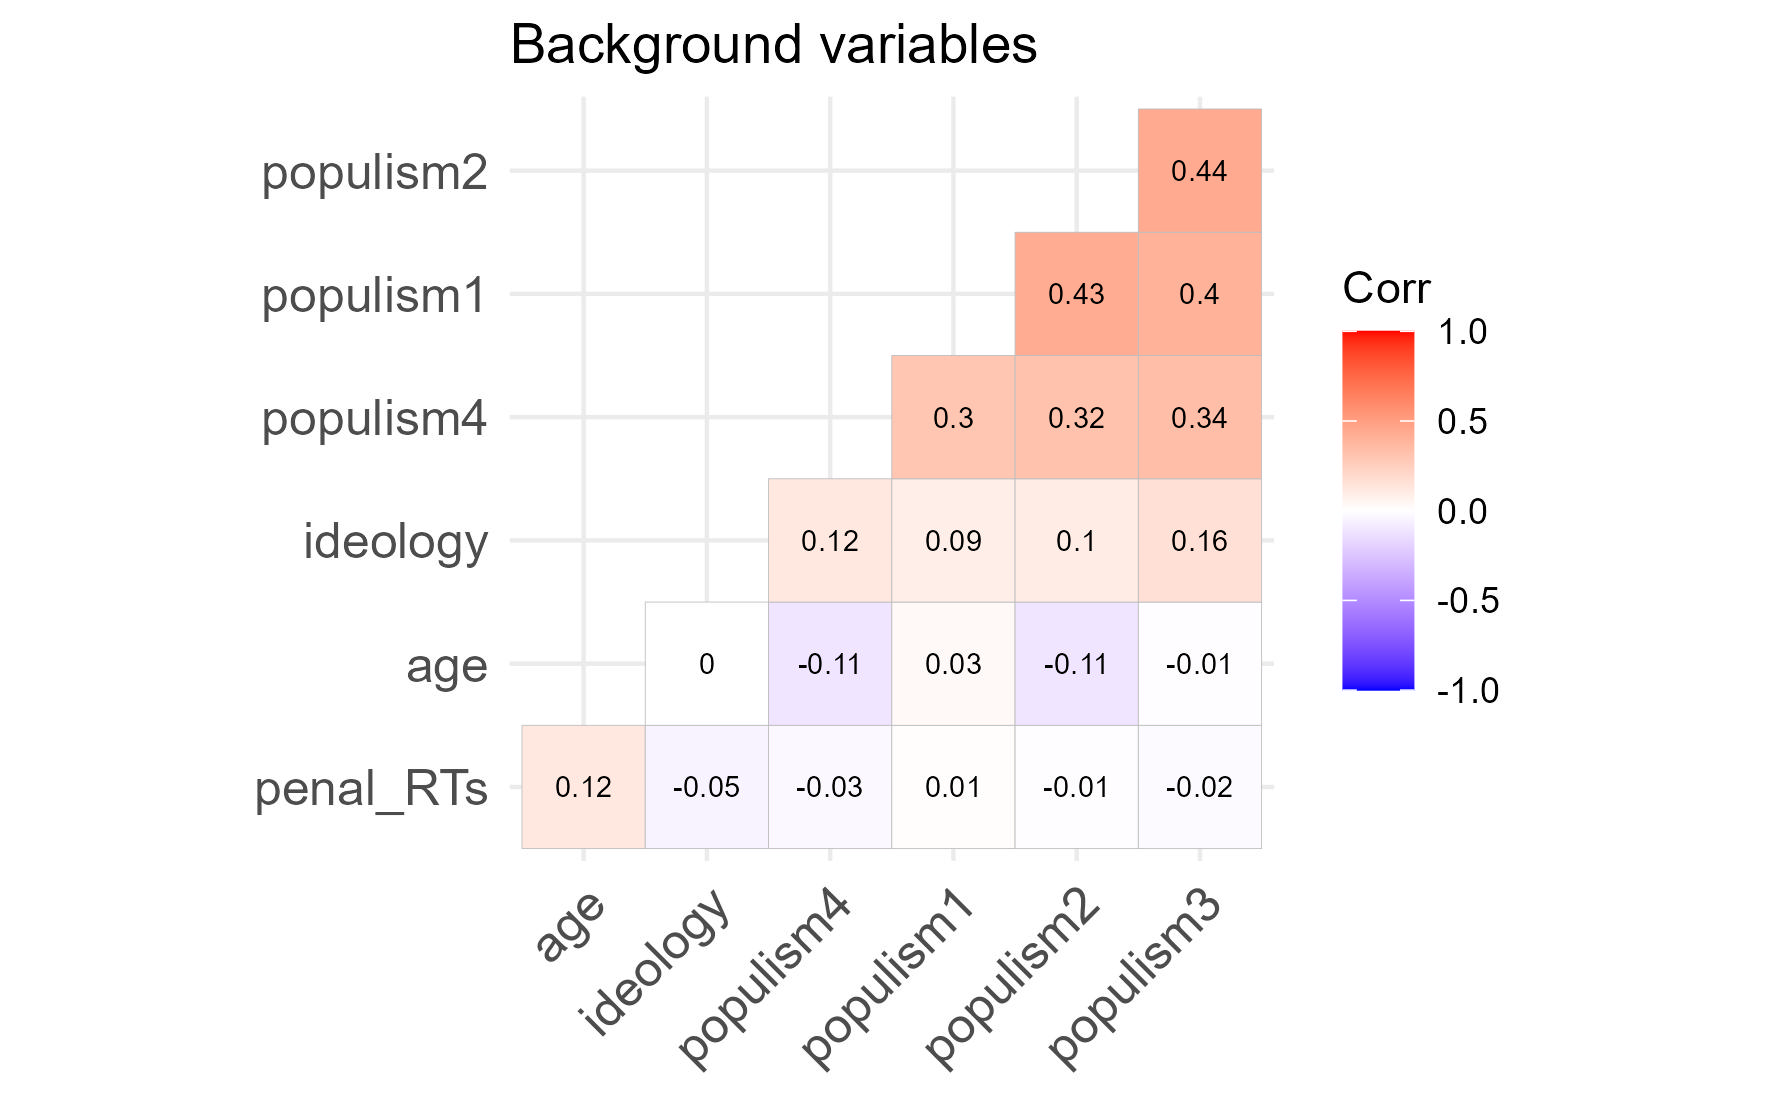 Background variables
populism2
0.44
populism1
0.43 0.4
populism4
0.3 0.32 0.34
ideology
0.12 0.09 0.1 0.16
age
0 -0.11 0.03 -0.11 -0.01
penal_RTs
0.12 -0.05 -0.03 0.01 -0.01 -0.02
age
ideology
populism4
populism1
populism2
populism3
Corr
1.0
0.5
0.0
-0.5
-1.0